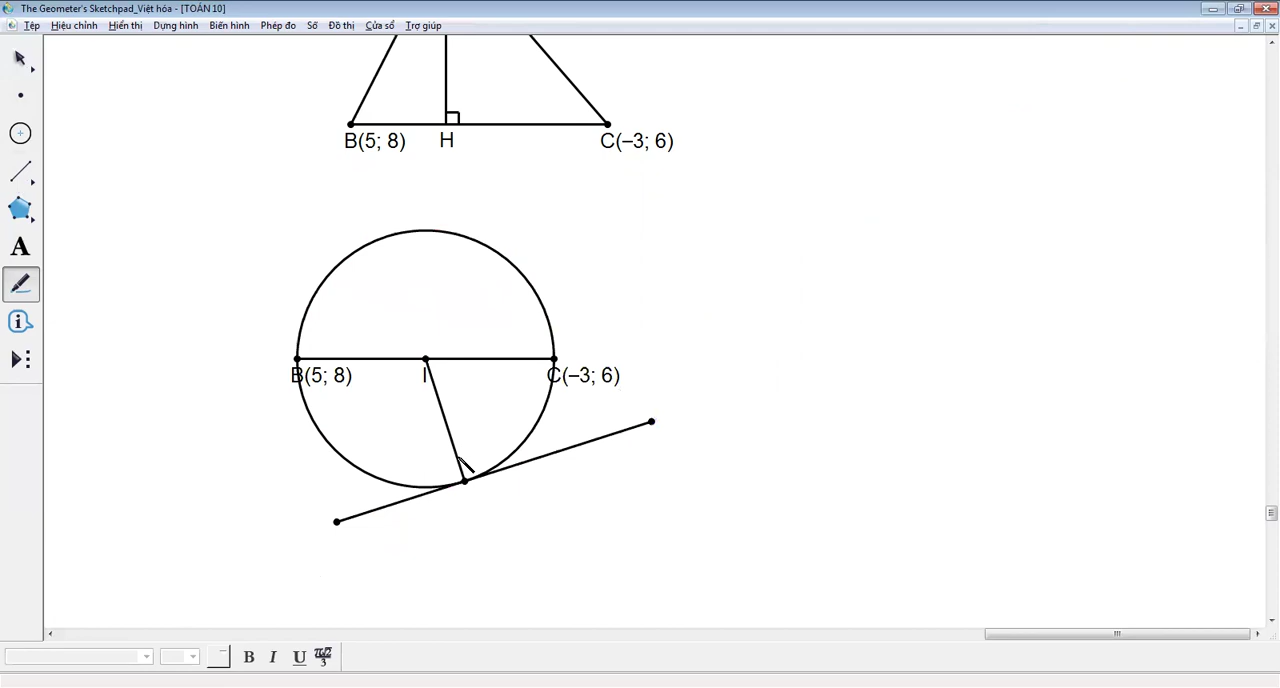 The Geometer's Sketchpad_Việt hóa - [TOÁN 10]
Tệp Hiệu chỉnh Hiển thị Dựng hình Biến hình Phép đo Số Đồ thị Cửa sổ Trợ giúp
B(5; 8) H C(–3; 6)
B(5; 8) I C(–3; 6)
A
B I U